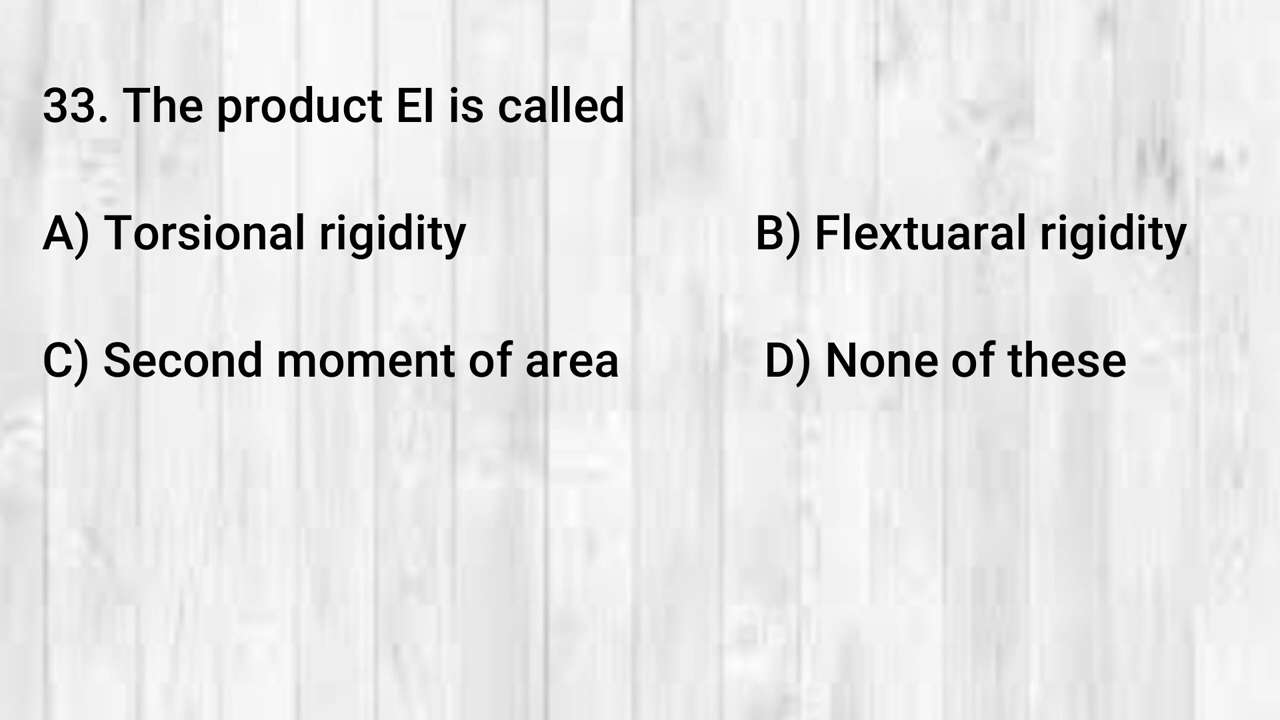 33. The product EI is called
A) Torsional rigidity B) Flextuaral rigidity
C) Second moment of area D) None of these